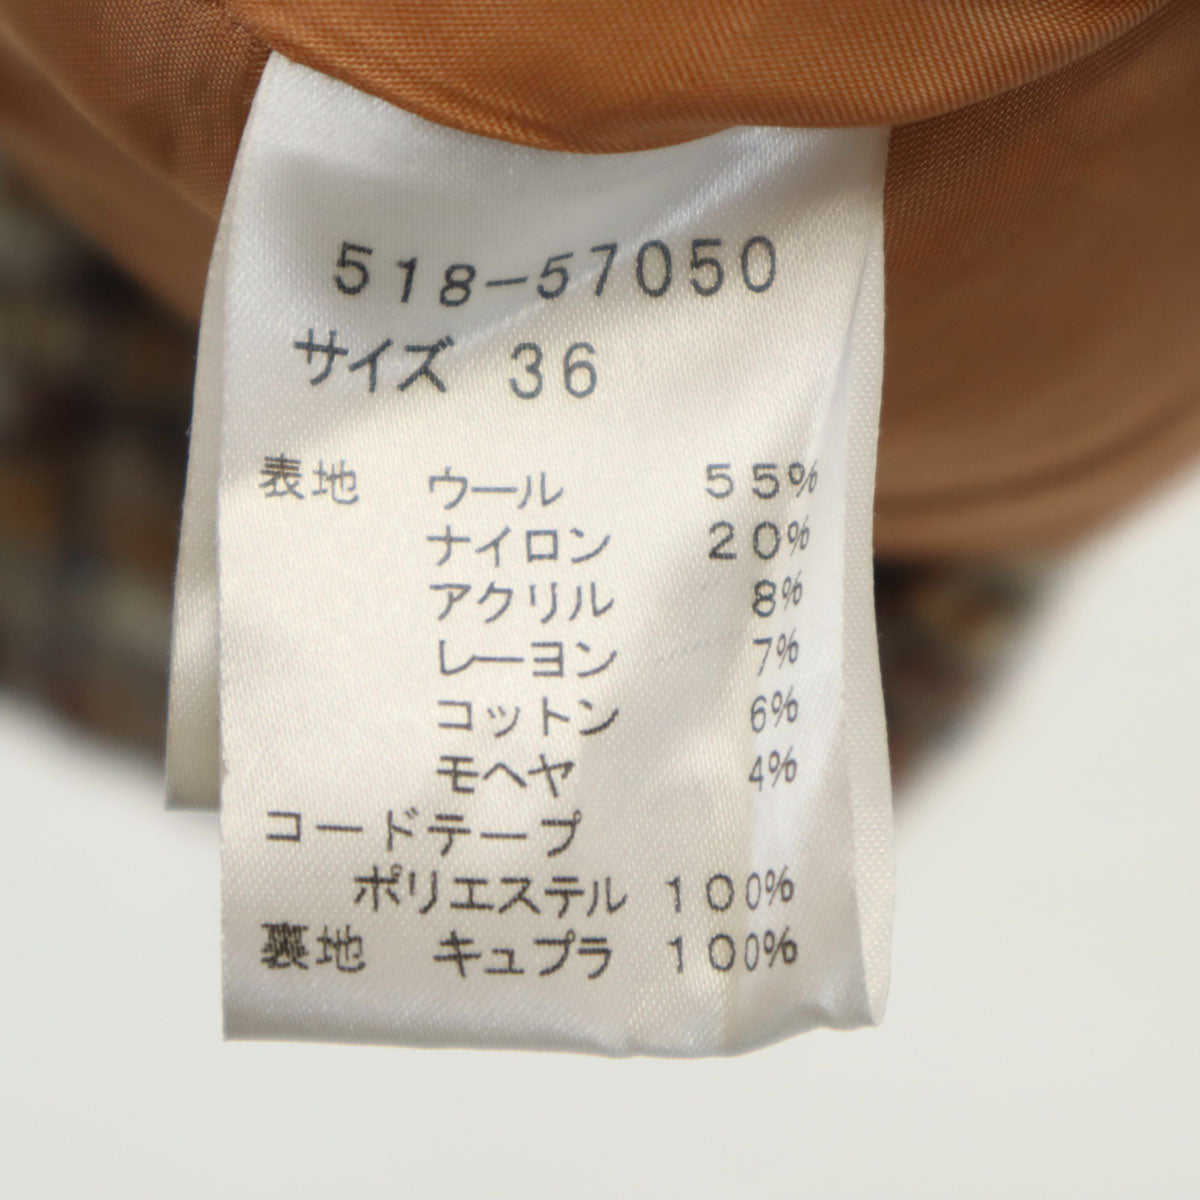 518-57050
サイズ 36
表地 ウール 55%
ナイロン 20%
アクリル 8%
レーヨン 7%
コットン 6%
モヘヤ 4%
コードテープ
ポリエステル 100%
裏地 キュプラ 100%